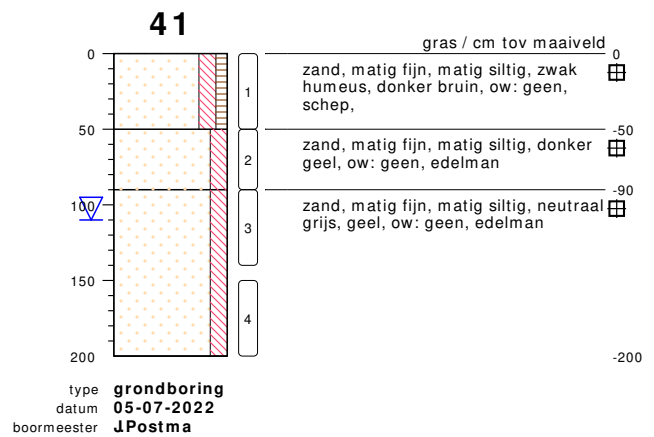 41
gras / cm tov maaiveld
0
0
zand, matig fijn, matig siltig, zwak
humeus, donker bruin, ow: geen,
schep,
1
50
-50
zand, matig fijn, matig siltig, donker
geel, ow: geen, edelman
2
-90
100
zand, matig fijn, matig siltig, neutraal
grijs, geel, ow: geen, edelman
3
150
4
200
-200
type grondboring
datum 05-07-2022
boormeester J.Postma